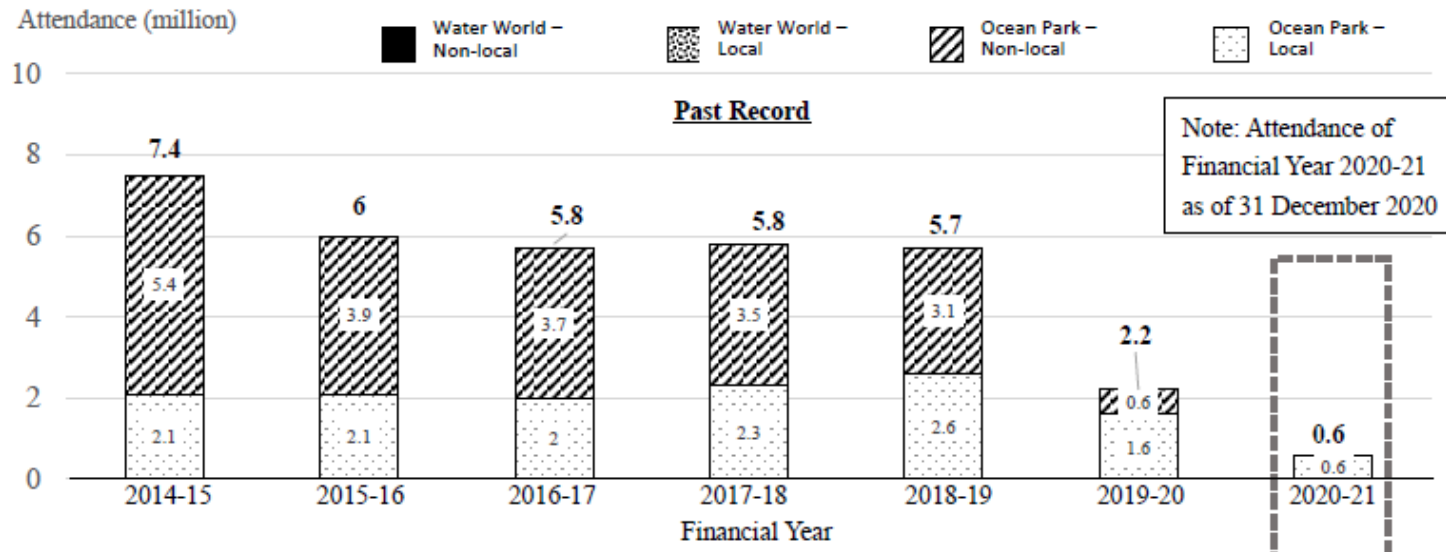 Attendance (million)
Water World –
Non-local
Water World –
Local
Ocean Park –
Non-local
Ocean Park –
Local
Past Record
Note: Attendance of
Financial Year 2020-21
as of 31 December 2020
10
8
6
4
2
0
7.4
5.4
2.1
6
3.9
2.1
5.8
3.7
2
5.8
3.5
2.3
5.7
3.1
2.6
2.2
0.6
1.6
0.6
0.6
2014-15 2015-16 2016-17 2017-18 2018-19 2019-20 2020-21
Financial Year